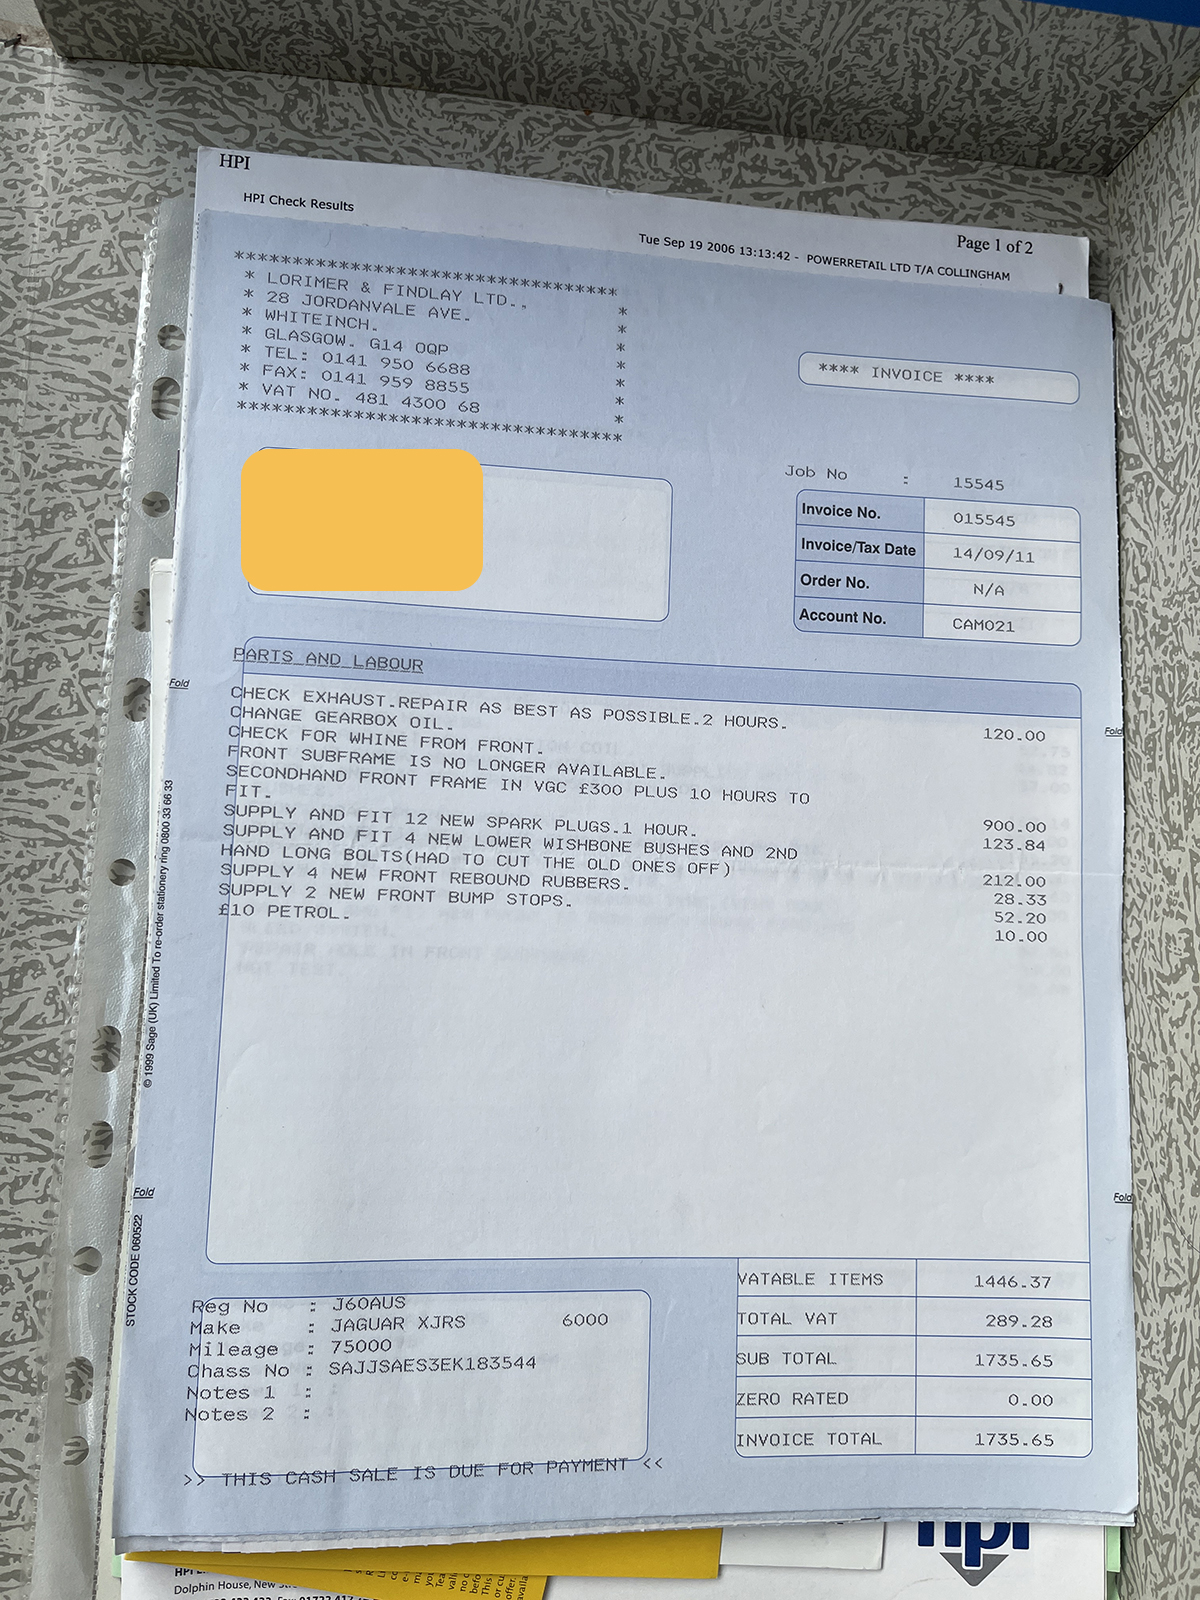 HPI
HPI Check Results
Tue Sep 19 2006 13:13:42 - POWERRETAIL LTD T/A COLLINGHAM
Page 1 of 2
*********************************
* LORIMER & FINDLAY LTD., *
* 28 JORDANVALE AVE. *
* WHITEINCH. *
* GLASGOW. G14 0QP *
* TEL: 0141 950 6688 *
* FAX: 0141 959 8855 *
* VAT NO. 481 4300 68 *
*********************************
**** INVOICE ****
Job No : 15545
Invoice No. 015545
Invoice/Tax Date 14/09/11
Order No. N/A
Account No. CAM021
PARTS AND LABOUR
CHECK EXHAUST.REPAIR AS BEST AS POSSIBLE.2 HOURS. 120.00
CHANGE GEARBOX OIL.
CHECK FOR WHINE FROM FRONT.
FRONT SUBFRAME IS NO LONGER AVAILABLE.
SECONDHAND FRONT FRAME IN VGC £300 PLUS 10 HOURS TO
FIT. 900.00
SUPPLY AND FIT 12 NEW SPARK PLUGS.1 HOUR. 123.84
SUPPLY AND FIT 4 NEW LOWER WISHBONE BUSHES AND 2ND
HAND LONG BOLTS(HAD TO CUT THE OLD ONES OFF) 212.00
SUPPLY 4 NEW FRONT REBOUND RUBBERS. 28.33
SUPPLY 2 NEW FRONT BUMP STOPS. 52.20
£10 PETROL. 10.00
Fold
Fold
© 1999 Sage (UK) Limited To re-order stationery ring 0800 33 66 33
Fold
Fold
STOCK CODE 060522
VATABLE ITEMS 1446.37
TOTAL VAT 289.28
SUB TOTAL 1735.65
ZERO RATED 0.00
INVOICE TOTAL 1735.65
Reg No : J60AUS
Make : JAGUAR XJRS 6000
Mileage : 75000
Chass No : SAJJSAES3EK183544
Notes 1 :
Notes 2 :
>> THIS CASH SALE IS DUE FOR PAYMENT <<
hpi
HPI
Dolphin House, New